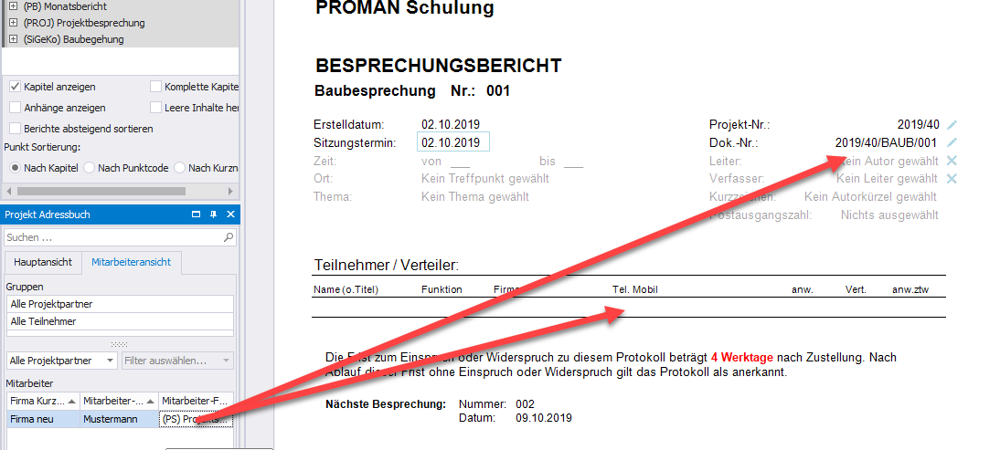 (PB) Monatsbericht
(PROJ) Projektbesprechung
(SiGeKo) Baubegehung
Kapitel anzeigen Komplette Kapite
Anhänge anzeigen Leere Inhalte her
Berichte absteigend sortieren
Punkt Sortierung:
Nach Kapitel Nach Punktcode Nach Kurzn
Projekt Adressbuch
Suchen ...
Hauptansicht Mitarbeiteransicht
Gruppen
Alle Projektpartner
Alle Teilnehmer
Alle Projektpartner Filter auswählen...
Mitarbeiter
Firma Kurz... Mitarbeiter-... Mitarbeiter-F...
Firma neu Mustermann (PS) Projekts...
PROMAN Schulung
BESPRECHUNGSBERICHT
Baubesprechung Nr.: 001
Erstelldatum: 02.10.2019 Projekt-Nr.: 2019/40
Sitzungstermin: 02.10.2019 Dok.-Nr.: 2019/40/BAUB/001
Zeit: von ___ bis ___ Leiter: Kein Autor gewählt
Ort: Kein Treffpunkt gewählt Verfasser: Kein Leiter gewählt
Thema: Kein Thema gewählt Kurzzeichen: Kein Autorkürzel gewählt
Postausgangszahl: Nichts ausgewählt
Teilnehmer / Verteiler:
Name (o.Titel) Funktion Firma Tel. Mobil anw. Vert. anw.ztw
Die Frist zum Einspruch oder Widerspruch zu diesem Protokoll beträgt 4 Werktage nach Zustellung. Nach
Ablauf dieser Frist ohne Einspruch oder Widerspruch gilt das Protokoll als anerkannt.
Nächste Besprechung: Nummer: 002
Datum: 09.10.2019